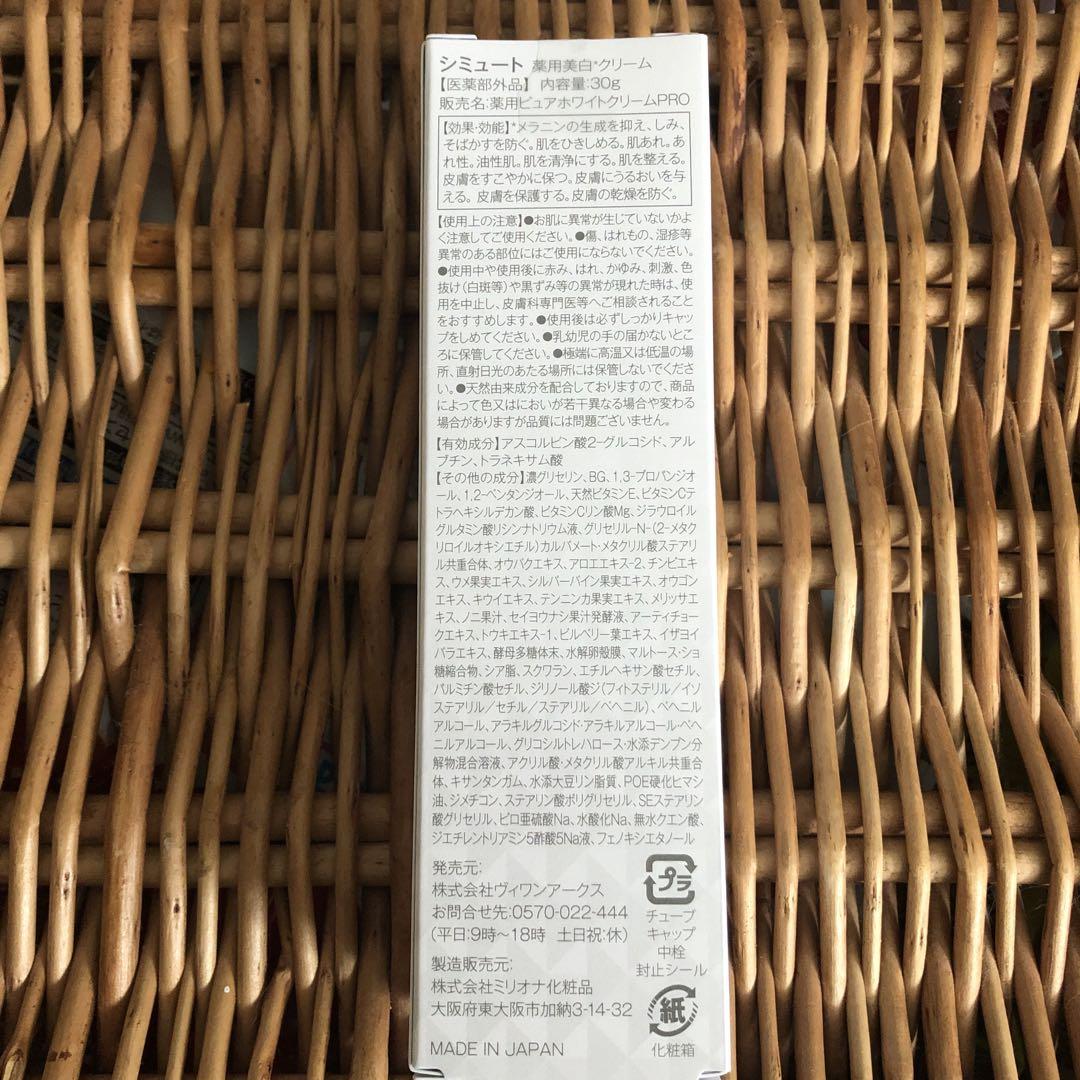 シミュート 薬用美白*クリーム
【医薬部外品】 内容量:30g
販売名:薬用ピュアホワイトクリームPRO
【効果・効能】*メラニンの生成を抑え、しみ、
そばかすを防ぐ。肌をひきしめる。肌あれ。あ
れ性。油性肌。肌を清浄にする。肌を整える。
皮膚をすこやかに保つ。皮膚にうるおいを与
える。皮膚を保護する。皮膚の乾燥を防ぐ。
【使用上の注意】●お肌に異常が生じていないかよ
く注意してご使用ください。●傷、はれもの、湿疹等
異常のある部位にはご使用にならないでください。
●使用中や使用後に赤み、はれ、かゆみ、刺激、色
抜け(白斑等)や黒ずみ等の異常が現れた時は、使
用を中止し、皮膚科専門医等へご相談されること
をおすすめします。●使用後は必ずしっかりキャッ
プをしめてください。●乳幼児の手の届かないとこ
ろに保管してください。●極端に高温又は低温の場
所、直射日光のあたる場所には保管しないでくださ
い。●天然由来成分を配合しておりますので、商品
によって色又はにおいが若干異なる場合や変わる
場合がありますが品質には問題ございません。
【有効成分】アスコルビン酸2-グルコシド、アル
ブチン、トラネキサム酸
【その他の成分】濃グリセリン、BG、1,3-プロパンジオ
ール、1,2-ペンタンジオール、天然ビタミンE、ビタミンCテ
トラヘキシルデカン酸、ビタミンCリン酸Mg、ジラウロイル
グルタミン酸リシンナトリウム液、グリセリル-N-(2-メタク
リロイルオキシエチル)カルバメート・メタクリル酸ステアリ
ル共重合体、オウバクエキス、アロエエキス-2、チンピエキ
ス、ウメ果実エキス、シルバーバイン果実エキス、オウゴン
エキス、キウイエキス、テンニンカ果実エキス、メリッサエ
キス、ノニ果汁、セイヨウナシ果汁発酵液、アーティチョー
クエキス、トウキエキス-1、ビルベリー葉エキス、イザヨイ
バラエキス、酵母多糖体末、水解卵殻膜、マルトース・ショ
糖縮合物、シア脂、スクワラン、エチルヘキサン酸セチル、
パルミチン酸セチル、ジリノール酸ジ(フィトステリル/イソ
ステアリル/セチル/ステアリル/ベヘニル)、ベヘニル
アルコール、アラキルグルコシド・アラキルアルコール・ベヘ
ニルアルコール、グリコシルトレハロース・水添デンプン分
解物混合溶液、アクリル酸・メタクリル酸アルキル共重合
体、キサンタンガム、水添大豆リン脂質、POE硬化ヒマシ
油、ジメチコン、ステアリン酸ポリグリセリル、SEステアリン
酸グリセリル、ピロ亜硫酸Na、水酸化Na、無水クエン酸、
ジエチレントリアミン5酢酸5Na液、フェノキシエタノール
発売元:
株式会社ヴィワンアークス
お問合せ先:0570-022-444
(平日:9時～18時 土日祝:休)
製造販売元:
株式会社ミリオナ化粧品
大阪府東大阪市加納3-14-32
MADE IN JAPAN
プラ
チューブ
キャップ
中栓
封止シール
紙
化粧箱